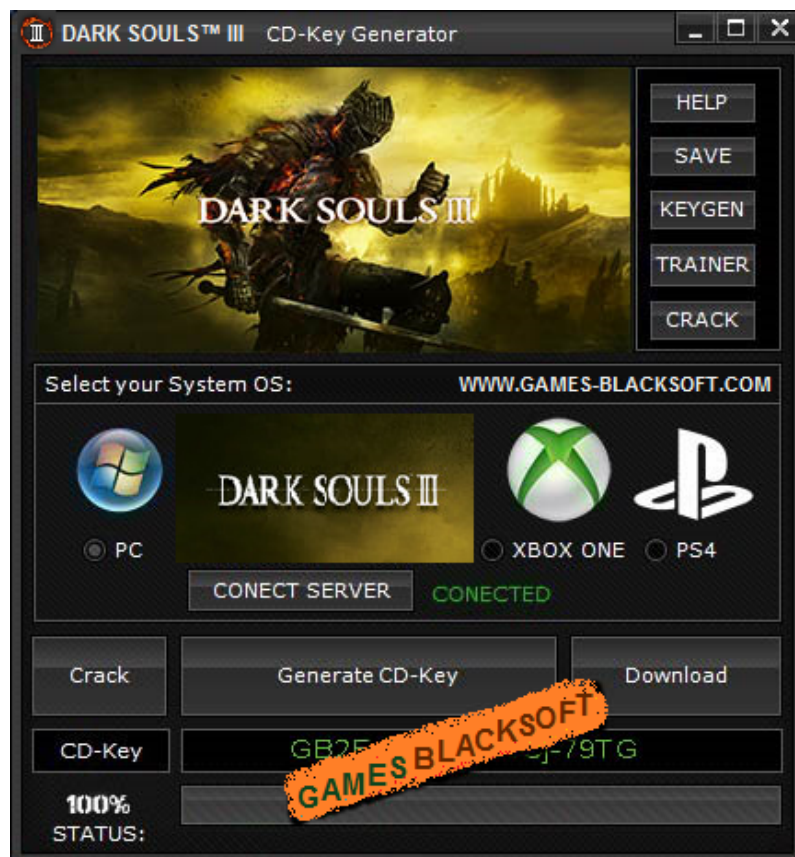 DARK SOULS™ III CD-Key Generator
HELP
SAVE
KEYGEN
TRAINER
CRACK
DARK SOULS III
Select your System OS: WWW.GAMES-BLACKSOFT.COM
DARK SOULS III
PC
XBOX ONE
PS4
CONECT SERVER CONECTED
Crack
Generate CD-Key
Download
CD-Key
-79TG
GAMES BLACKSOFT
100%
STATUS: